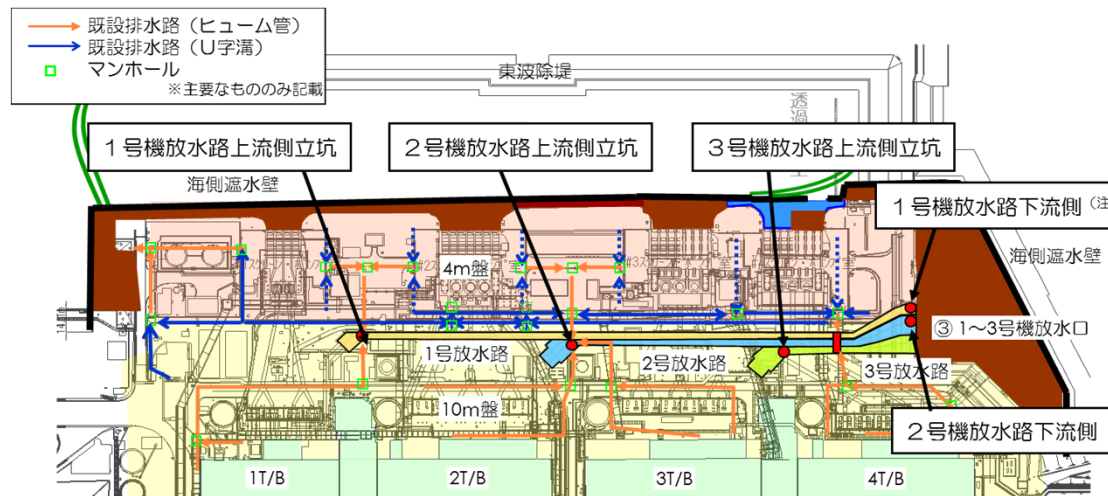 既設排水路（ヒューム管）
既設排水路（U字溝）
マンホール
※主要なもののみ記載
東波除堤
透過
１号機放水路上流側立坑
２号機放水路上流側立坑
３号機放水路上流側立坑
海側遮水壁
１号機放水路下流側（注
海側遮水壁
4m盤
③ 1～3号機放水口
1号放水路
2号放水路
3号放水路
10m盤
２号機放水路下流側
1T/B
2T/B
3T/B
4T/B